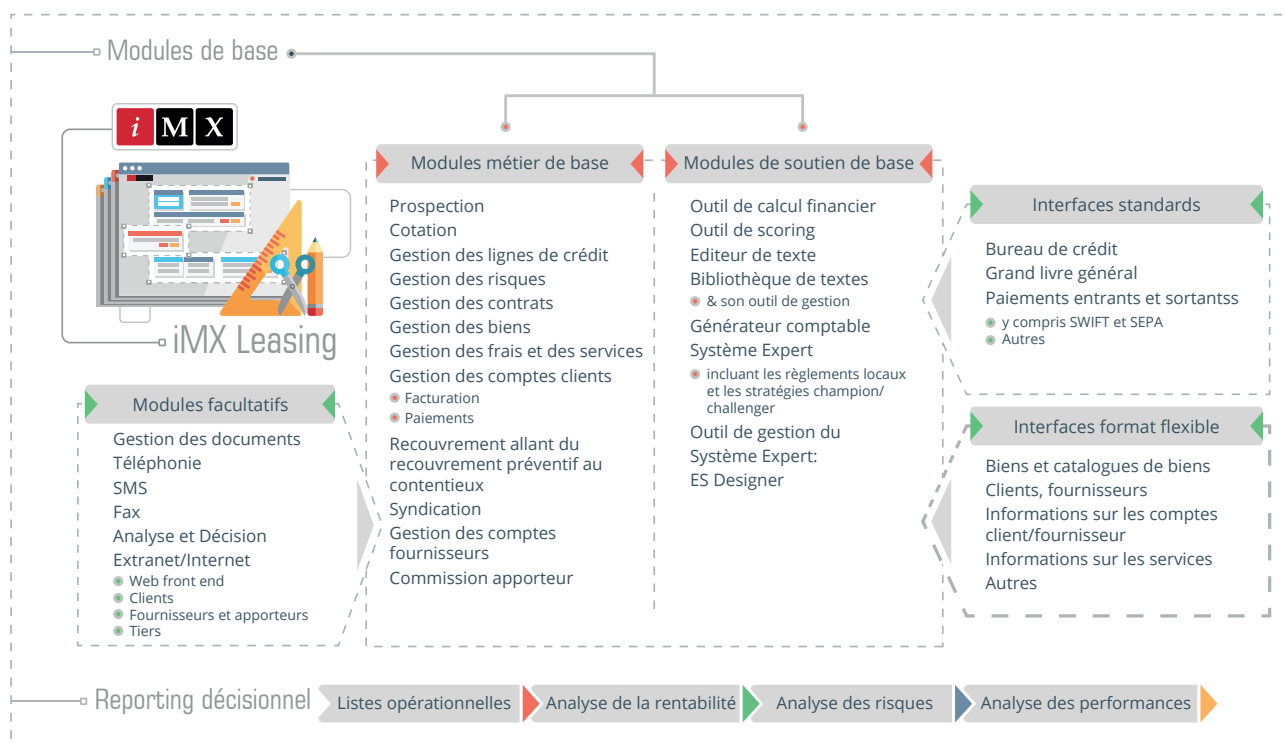 Modules de base
iMX
iMX Leasing
Modules métier de base
Prospection
Cotation
Gestion des lignes de crédit
Gestion des risques
Gestion des contrats
Gestion des biens
Gestion des frais et des services
Gestion des comptes clients
Facturation
Paiements
Recouvrement allant du
recouvrement préventif au
contentieux
Syndication
Gestion des comptes
fournisseurs
Commission apporteur
Modules de soutien de base
Outil de calcul financier
Outil de scoring
Editeur de texte
Bibliothèque de textes
& son outil de gestion
Générateur comptable
Système Expert
incluant les règlements locaux
et les stratégies champion/
challenger
Outil de gestion du
Système Expert:
ES Designer
Interfaces standards
Bureau de crédit
Grand livre général
Paiements entrants et sortantss
y compris SWIFT et SEPA
Autres
Modules facultatifs
Gestion des documents
Téléphonie
SMS
Fax
Analyse et Décision
Extranet/Internet
Web front end
Clients
Fournisseurs et apporteurs
Tiers
Interfaces format flexible
Biens et catalogues de biens
Clients, fournisseurs
Informations sur les comptes
client/fournisseur
Informations sur les services
Autres
Reporting décisionnel
Listes opérationnelles
Analyse de la rentabilité
Analyse des risques
Analyse des performances